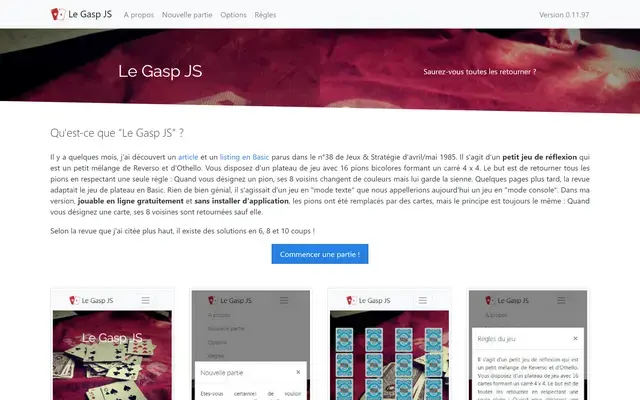 Le Gasp JS
A propos
Nouvelle partie
Options
Règles
Version 0.11.97
Le Gasp JS
Saurez-vous toutes les retourner ?
Qu'est-ce que "Le Gasp JS" ?
Il y a quelques mois, j'ai découvert un article et un listing en Basic parus dans le n°38 de Jeux & Stratégie d'avril/mai 1985. Il s'agit d'un petit jeu de réflexion qui
est un petit mélange de Reverso et d'Othello. Vous disposez d'un plateau de jeu avec 16 pions bicolores formant un carré 4 x 4. Le but est de retourner tous les
pions en respectant une seule règle : Quand vous désignez un pion, ses 8 voisins changent de couleurs mais lui garde la sienne. Quelques pages plus tard, la revue
adaptait le jeu de plateau en Basic. Rien de bien génial, il s'agissait d'un jeu en "mode texte" que nous appellerions aujourd'hui un jeu en "mode console". Dans ma
version, jouable en ligne gratuitement et sans installer d'application, les pions ont été remplacés par des cartes, mais le principe est toujours le même : Quand
vous désignez une carte, ses 8 voisines sont retournées sauf elle.
Selon la revue que j'ai citée plus haut, il existe des solutions en 6, 8 et 10 coups !
Commencer une partie !
Le Gasp JS
Le Gasp JS
Le Gasp JS
A propos
Nouvelle partie
Options
Règles
Nouvelle partie
Etes-vous certain(e) de vouloir
Le Gasp JS
Le Gasp JS
A propos
Règles du jeu
Il s'agit d'un petit jeu de réflexion qui est
un petit mélange de Reverso et d'Othello.
Vous disposez d'un plateau de jeu avec 16
cartes formant un carré 4 x 4. Le but est de
toutes les retourner en respectant une